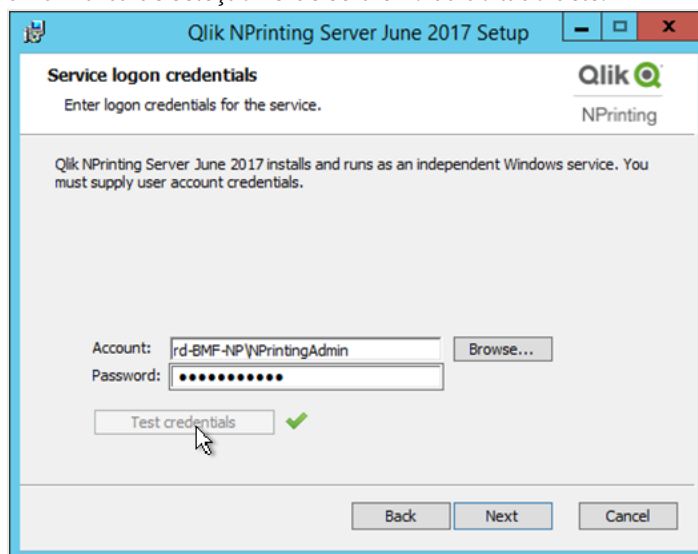 Qlik NPrinting Server June 2017 Setup
Service logon credentials
Enter logon credentials for the service.
Qlik
NPrinting
Qlik NPrinting Server June 2017 installs and runs as an independent Windows service. You
must supply user account credentials.
Account: rd-BMF-NP\NPrintingAdmin Browse...
Password: ●●●●●●●●●●●
Test credentials
Back Next Cancel